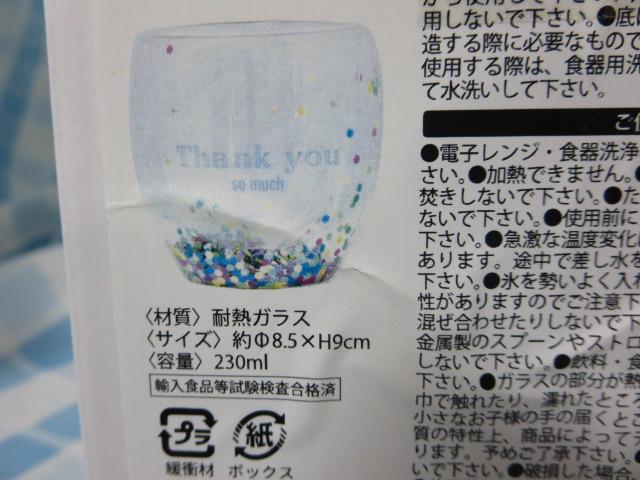 Thank you
so much
〈材質〉耐熱ガラス
〈サイズ〉約Φ8.5×H9cm
〈容量〉230ml
輸入食品等試験検査合格済
プラ
緩衝材
紙
ボックス
用しないで下さい。●底に
造する際に必要なもので
使用する際は、食器用洗
て水洗いして下さい。
ご使
●電子レンジ・食器洗浄
さい。●加熱できません。●
焚きしないで下さい。●た
ないで下さい。●使用前に
下さい。●急激な温度変化に
あります。途中で差し水を
下さい。●氷を勢いよく入れ
性がありますのでご注意下
混ぜ合わせたりしないで下
金属製のスプーンやストロ
しないで下さい。●飲料・食
下さい。●ガラスの部分が熱
巾で触れたり、濡れたところ
小さなお子様の手の届くと
質の特性上、商品によって
ります。予めご了承下さい。●
いで下さい。●破損した場合、